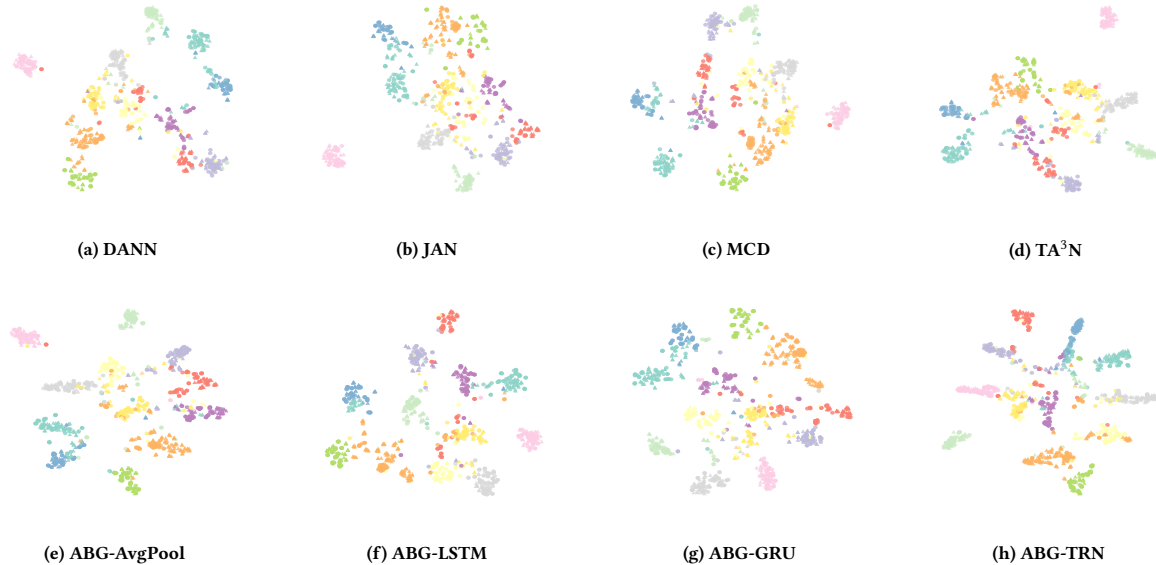 (a) DANN
(b) JAN
(c) MCD
(d) TA³N
(e) ABG-AvgPool
(f) ABG-LSTM
(g) ABG-GRU
(h) ABG-TRN